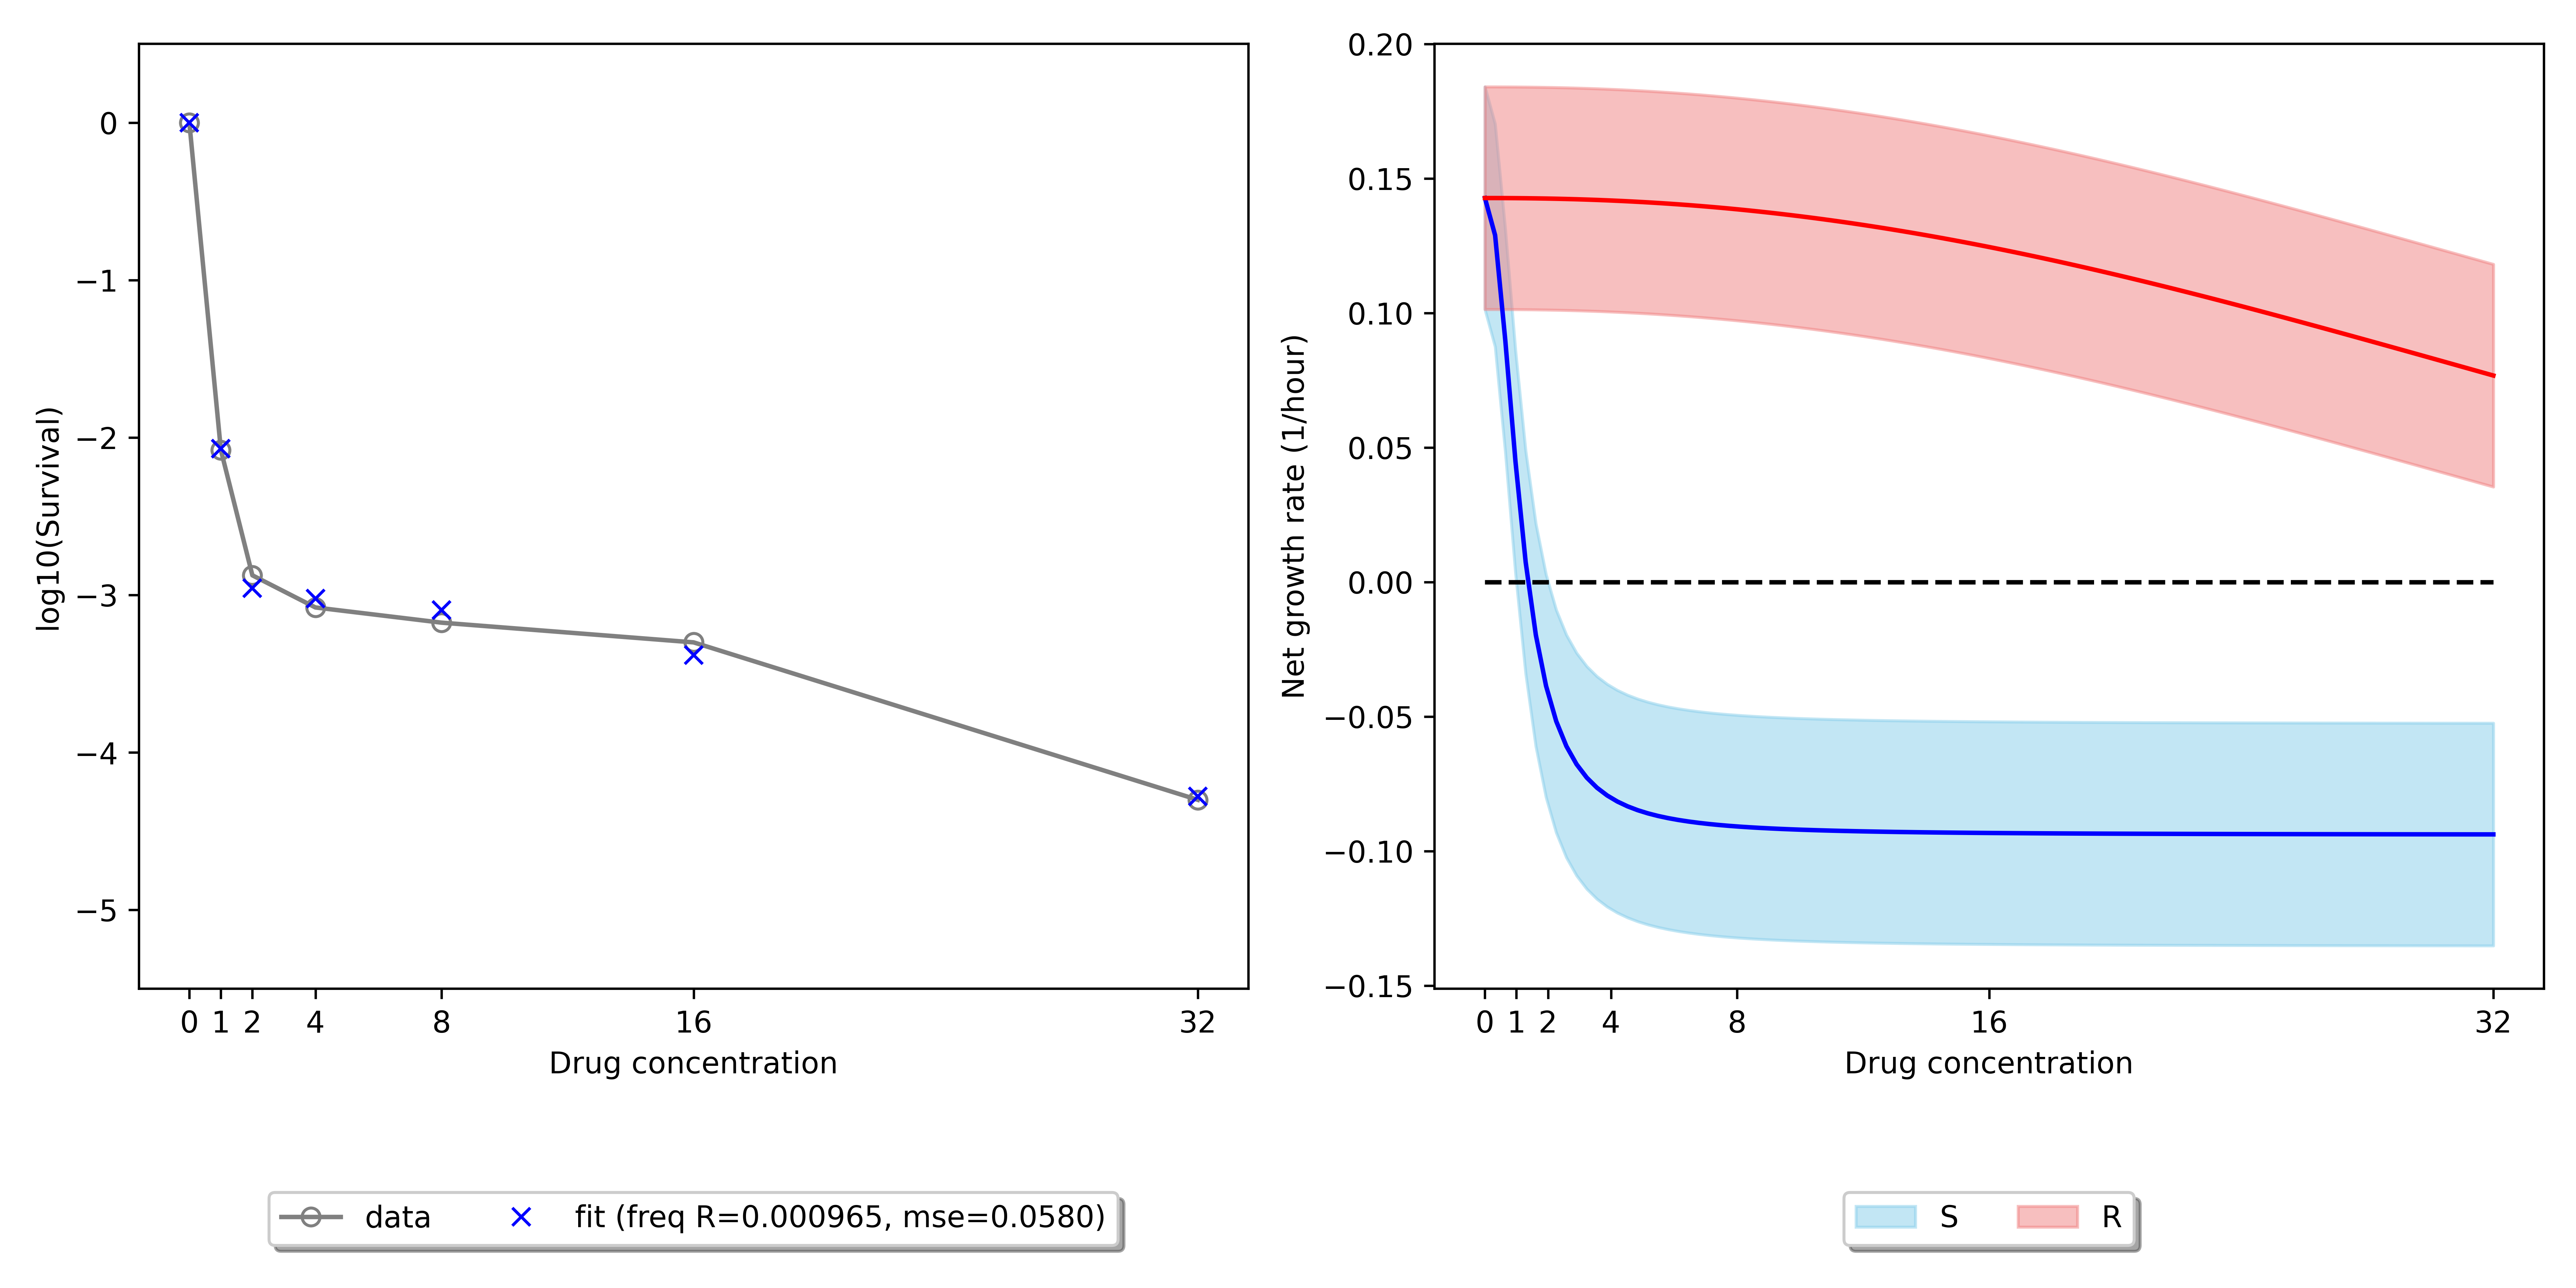 log10(Survival)
0
−1
−2
−3
−4
−5
0 1 2 4 8 16 32
Drug concentration
data fit (freq R=0.000965, mse=0.0580)
Net growth rate (1/hour)
0.20
0.15
0.10
0.05
0.00
−0.05
−0.10
−0.15
0 1 2 4 8 16 32
Drug concentration
S R